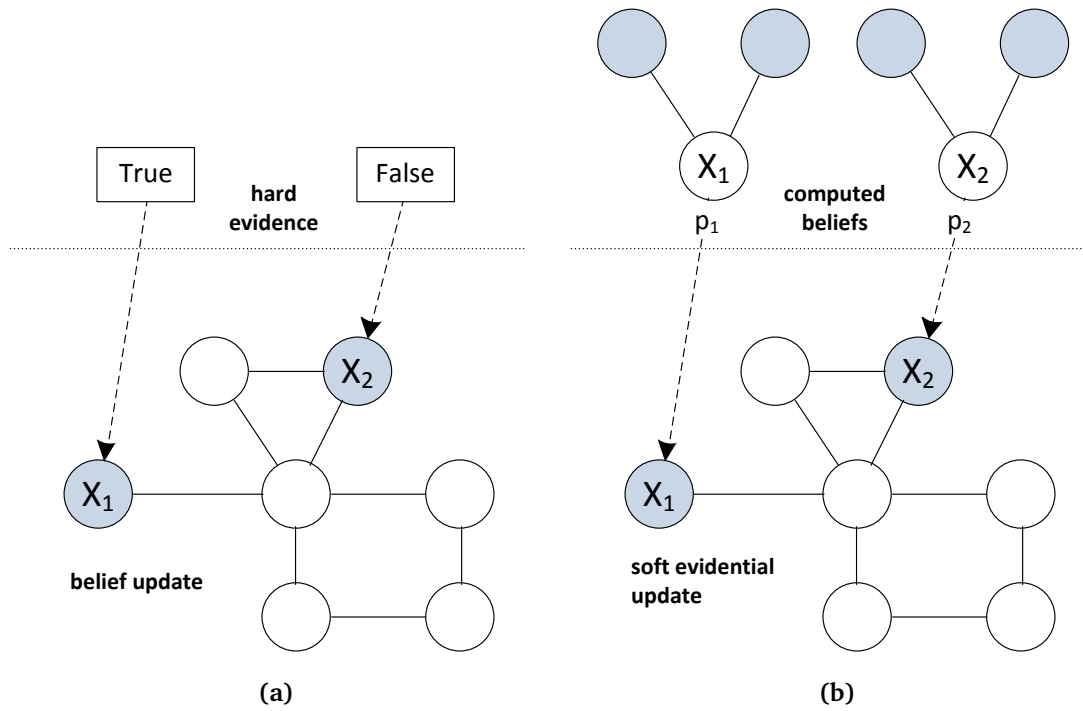 True
False
hard
evidence
X₂
X₁
belief update
(a)
X₁
X₂
computed
beliefs
p₁
p₂
X₂
X₁
soft evidential
update
(b)